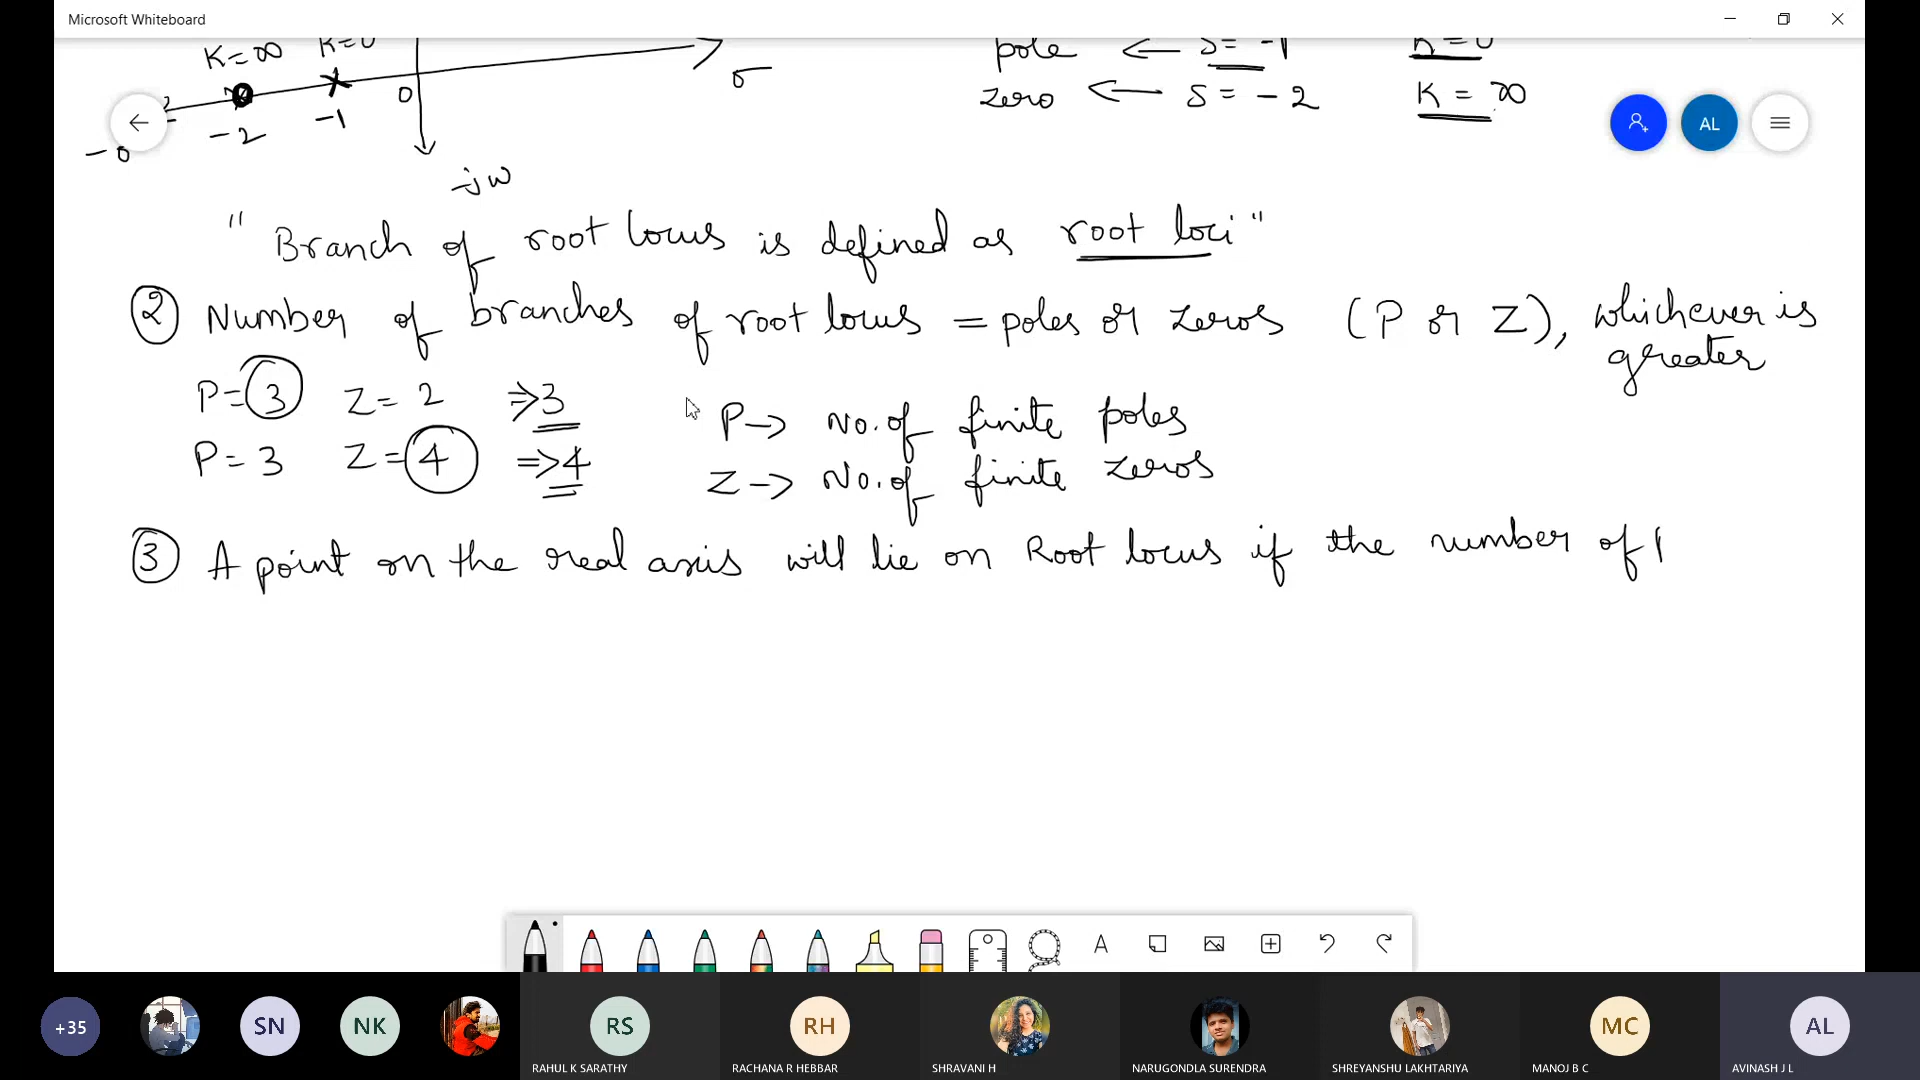 Microsoft Whiteboard
K=∞ K=0
pole ← S= -1 K=0
σ
0
zero ← S = -2 K = ∞
-2 -1
-σ
AL
-jω
"Branch of root locus is defined as root loci"
② Number of branches of root locus = poles or zeros (P or Z), whichever is
greater
P=3 Z=2 ⇒3
P→ No. of finite poles
P=3 Z=4 ⇒4
Z→ No. of finite zeros
③ A point on the real axis will lie on Root locus if the number of
A
+35 SN NK RS RH MC AL
RAHUL K SARATHY RACHANA R HEBBAR SHRAVANI H NARUGONDLA SURENDRA SHREYANSHU LAKHTARIYA MANOJ B C AVINASH J L